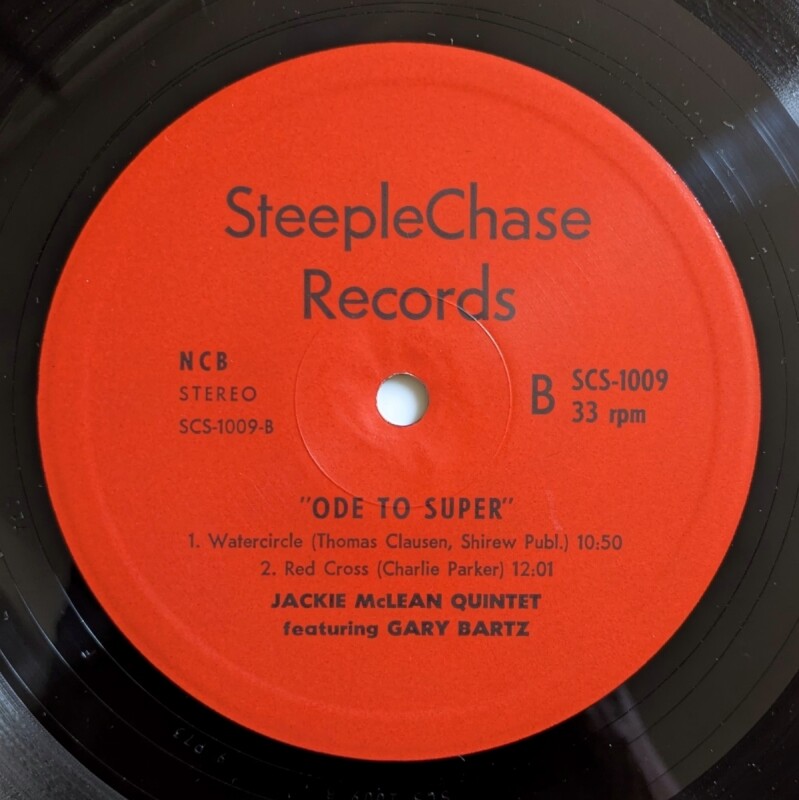 SteepleChase
Records
NCB
STEREO
SCS-1009-B
B
SCS-1009
33 rpm
"ODE TO SUPER"
1. Watercircle (Thomas Clausen, Shirew Publ.) 10:50
2. Red Cross (Charlie Parker) 12:01
JACKIE McLEAN QUINTET
featuring GARY BARTZ